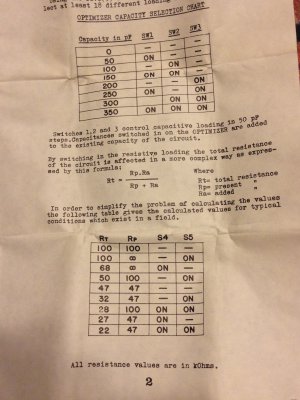 lect at least 18 different loading
OPTIMIZER CAPACITY SELECTION CHART
Capacity in pF SW1 SW2 SW3
0 — — —
50 ON — —
100 — ON —
150 ON ON —
200 — — ON
250 ON — ON
300 ON ON
350 ON ON ON
Switches 1,2 and 3 control capacitive loading in 50 pF
steps.Capacitances switched in on the OPTIMIZER are added
to the existing capacity of the circuit.
By switching in the resistive loading the total resistance
of the circuit is affected in a more complex way as expres-
sed by this formula:
Rt = Rp.Ra
Rp + Ra
Where
Rt= total resistance
Rp= present "
Ra= added "
In order to simplify the problem of calculating the values
the following table gives the calculated values for typical
conditions which exist in a field.
RT RP S4 S5
100 100 — —
100 ∞ — ON
68 ∞ ON —
50 100 — ON
47 47 — —
32 47 — ON
28 100 ON ON
27 47 ON —
22 47 ON ON
All resistance values are in kOhms.
2